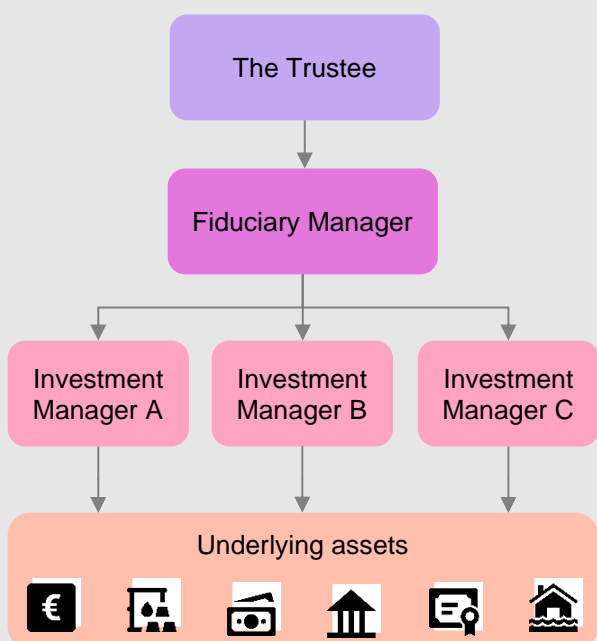 The Trustee
Fiduciary Manager
Investment
Manager A
Investment
Manager B
Investment
Manager C
Underlying assets
€